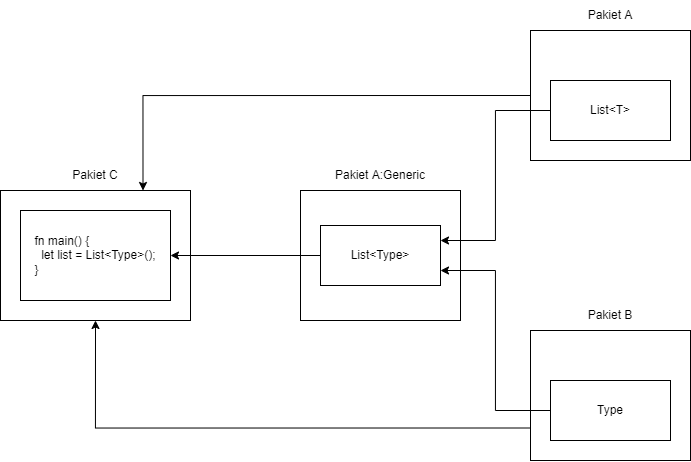 Pakiet A
List<T>
Pakiet C
Pakiet A:Generic
fn main() {
  let list = List<Type>();
}
List<Type>
Pakiet B
Type